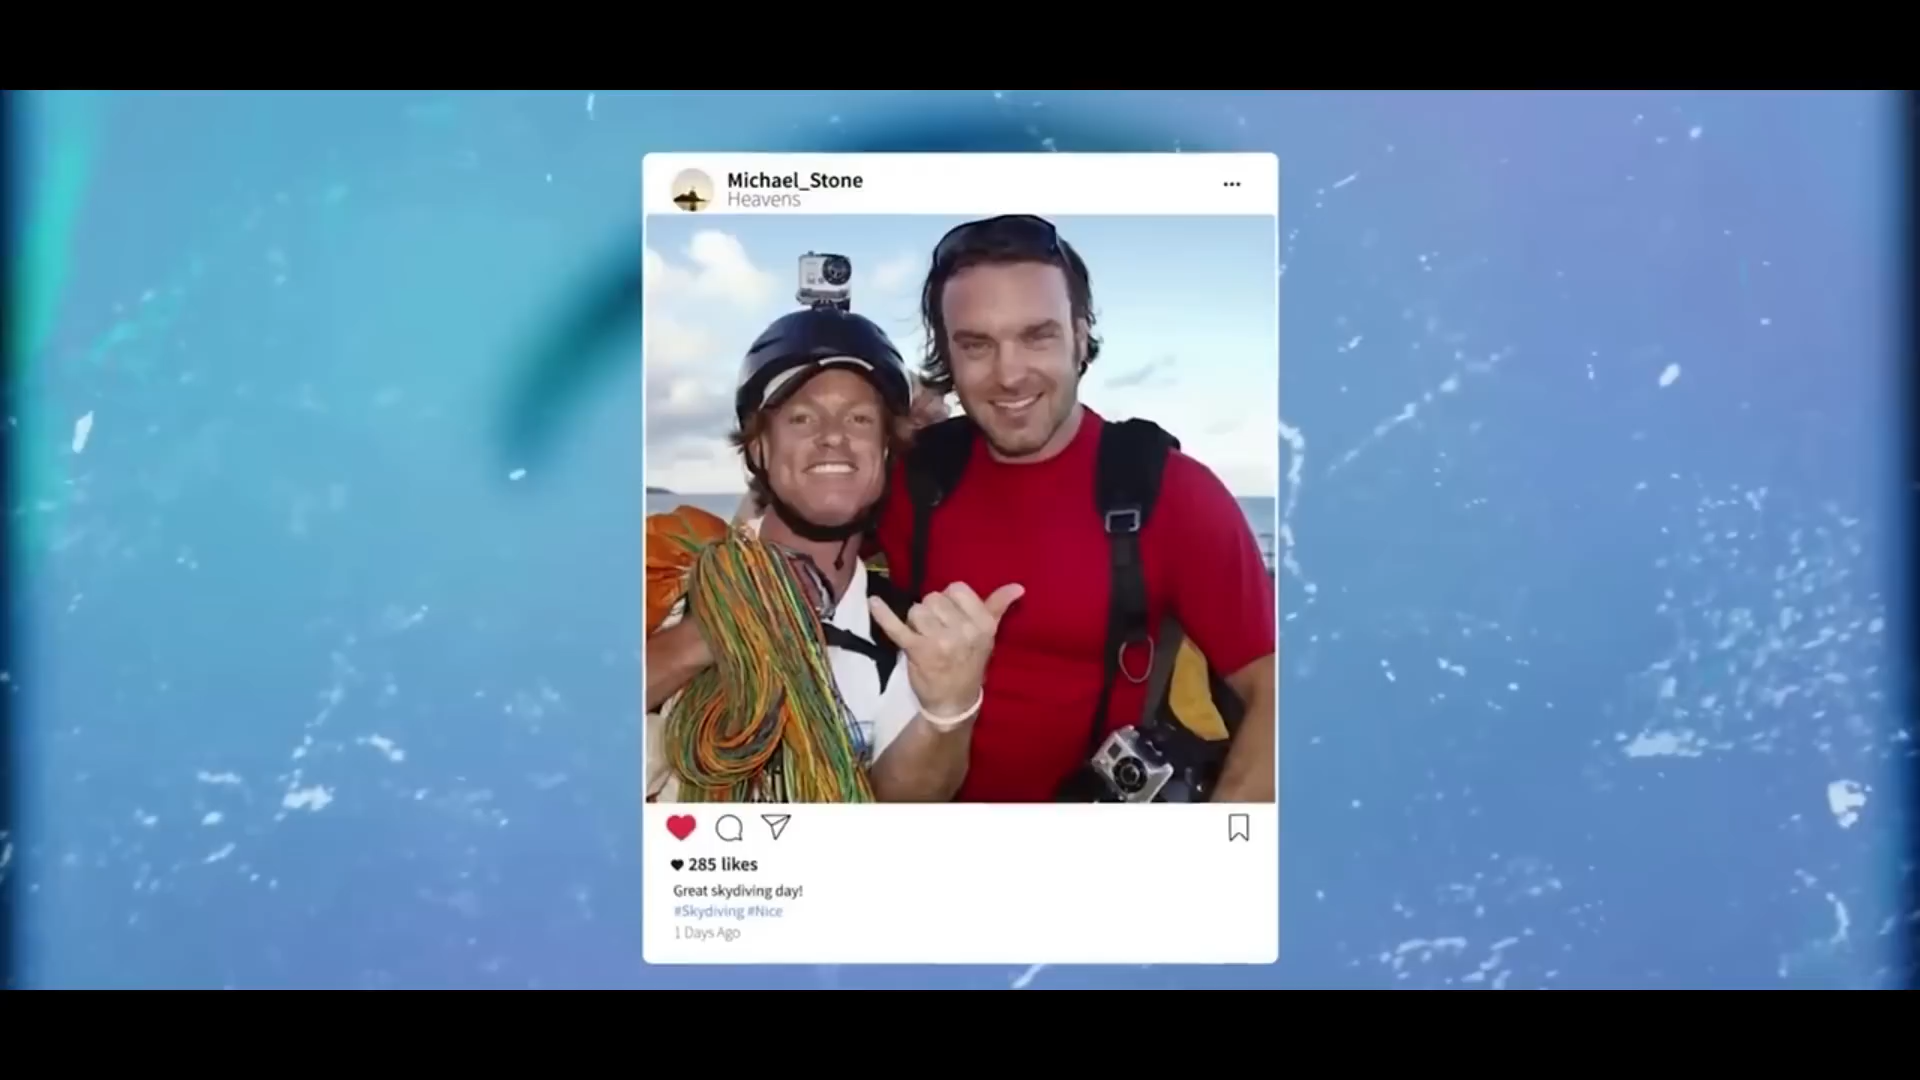 Michael_Stone
Heavens
285 likes
Great skydiving day!
#Skydiving #Nice
1 Days Ago